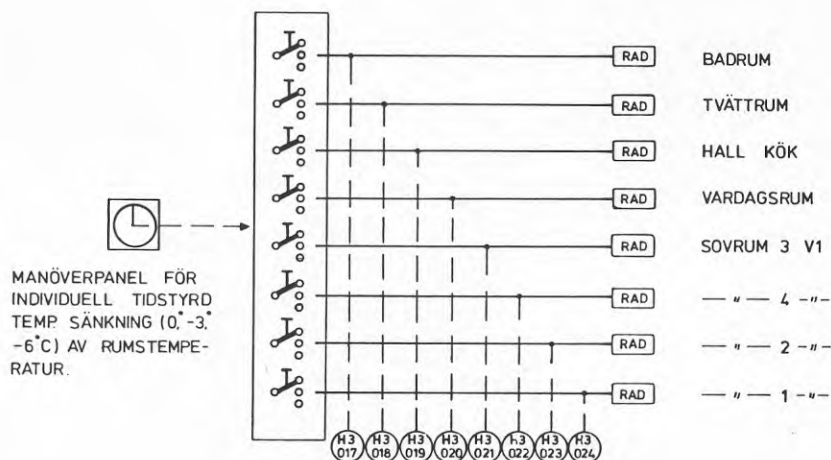 RAD BADRUM
RAD TVÄTTRUM
RAD HALL KÖK
RAD VARDAGSRUM
RAD SOVRUM 3 V1
RAD — " — 4 -"-
RAD — " — 2 -"-
RAD — " — 1 -"-
MANÖVERPANEL FÖR
INDIVIDUELL TIDSTYRD
TEMP. SÄNKNING (0°-3°
-6°C) AV RUMSTEMPE-
RATUR.
H3 H3 H3 H3 H3 h3 H3 H3
017 018 019 020 021 022 023 024